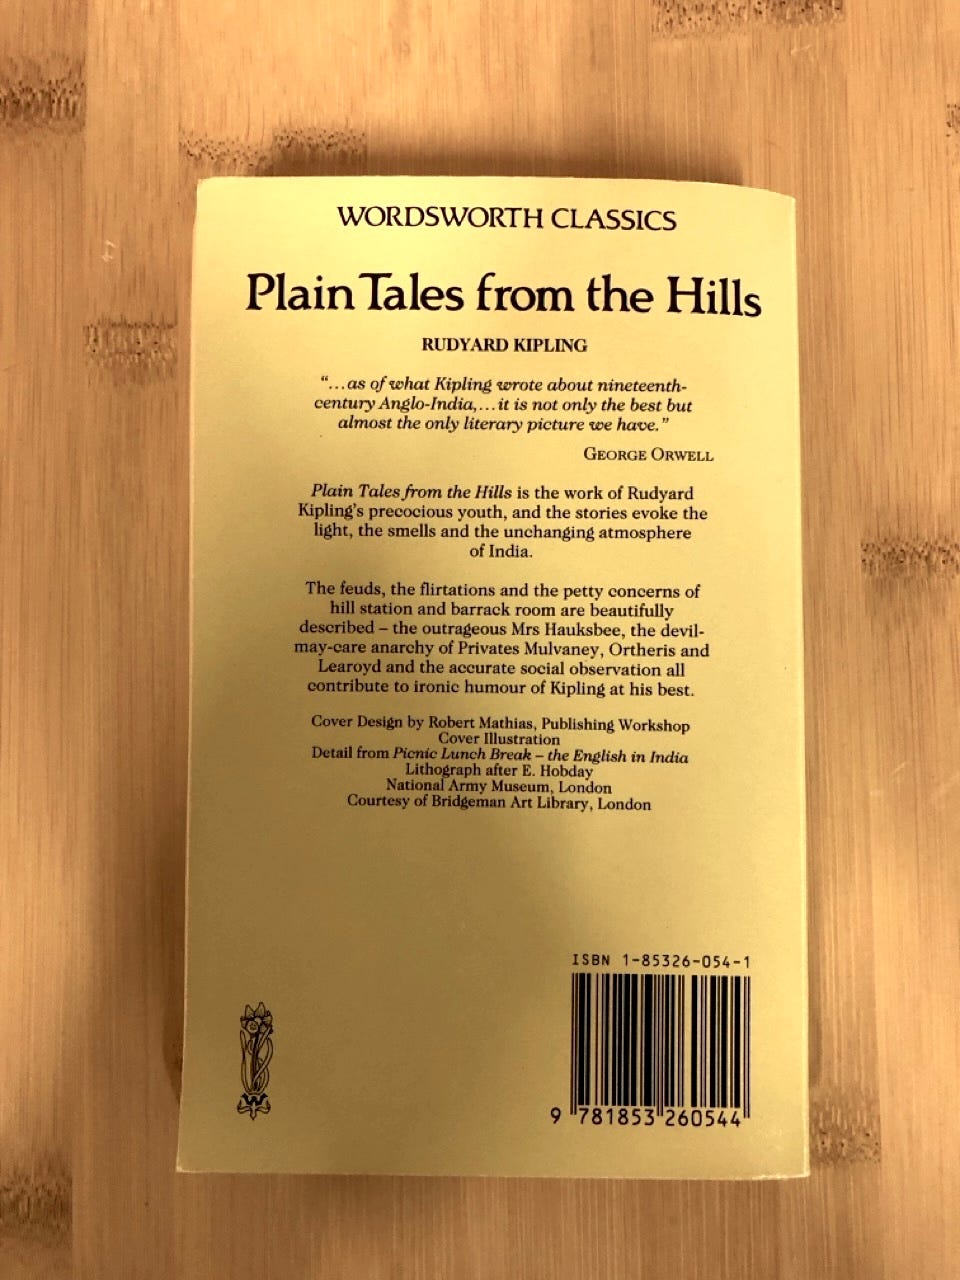 WORDSWORTH CLASSICS
Plain Tales from the Hills
RUDYARD KIPLING
“...as of what Kipling wrote about nineteenth-
century Anglo-India,...it is not only the best but
almost the only literary picture we have.”
GEORGE ORWELL
Plain Tales from the Hills is the work of Rudyard
Kipling's precocious youth, and the stories evoke the
light, the smells and the unchanging atmosphere
of India.
The feuds, the flirtations and the petty concerns of
hill station and barrack room are beautifully
described – the outrageous Mrs Hauksbee, the devil-
may-care anarchy of Privates Mulvaney, Ortheris and
Learoyd and the accurate social observation all
contribute to ironic humour of Kipling at his best.
Cover Design by Robert Mathias, Publishing Workshop
Cover Illustration
Detail from Picnic Lunch Break – the English in India
Lithograph after E. Hobday
National Army Museum, London
Courtesy of Bridgeman Art Library, London
ISBN 1-85326-054-1
9 781853 260544
W